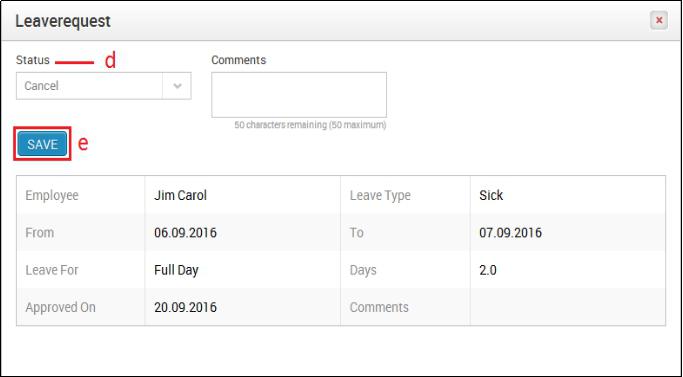 Leaverequest
x
Status d Comments
Cancel
50 characters remaining (50 maximum)
SAVE e
Employee Jim Carol Leave Type Sick
From 06.09.2016 To 07.09.2016
Leave For Full Day Days 2.0
Approved On 20.09.2016 Comments